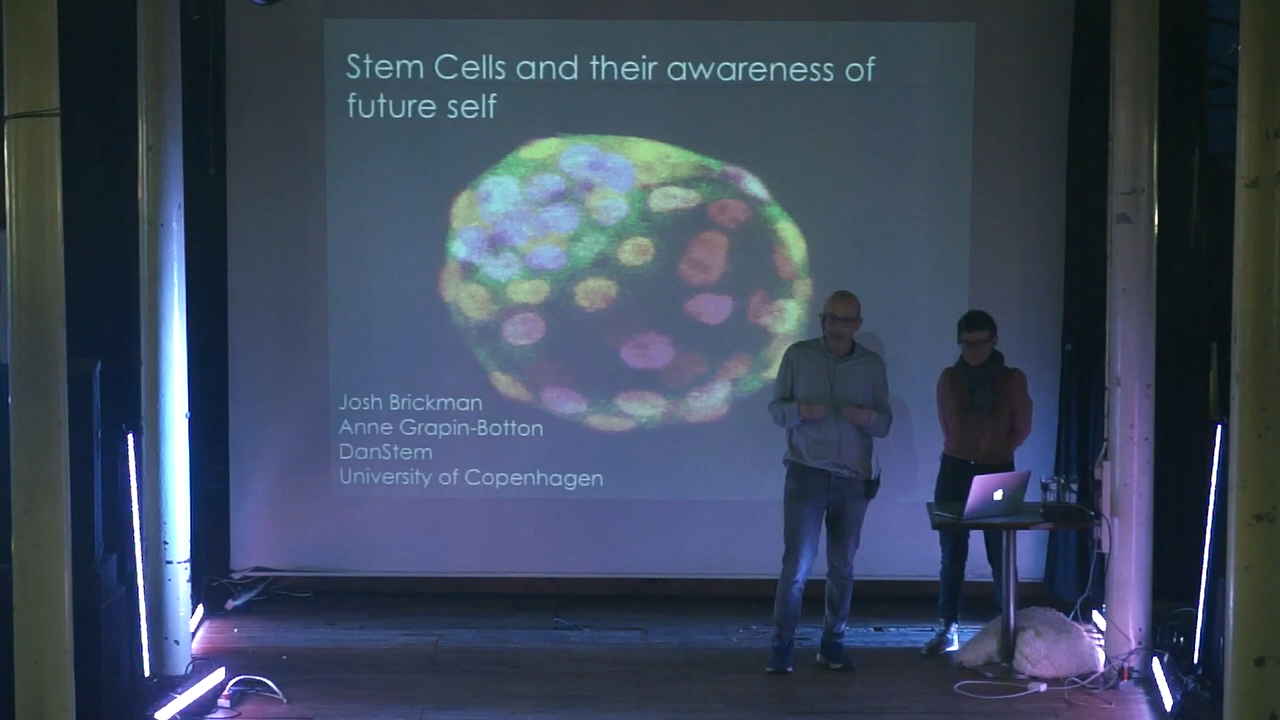 Stem Cells and their awareness of
future self
Josh Brickman
Anne Grapin-Botton
DanStem
University of Copenhagen